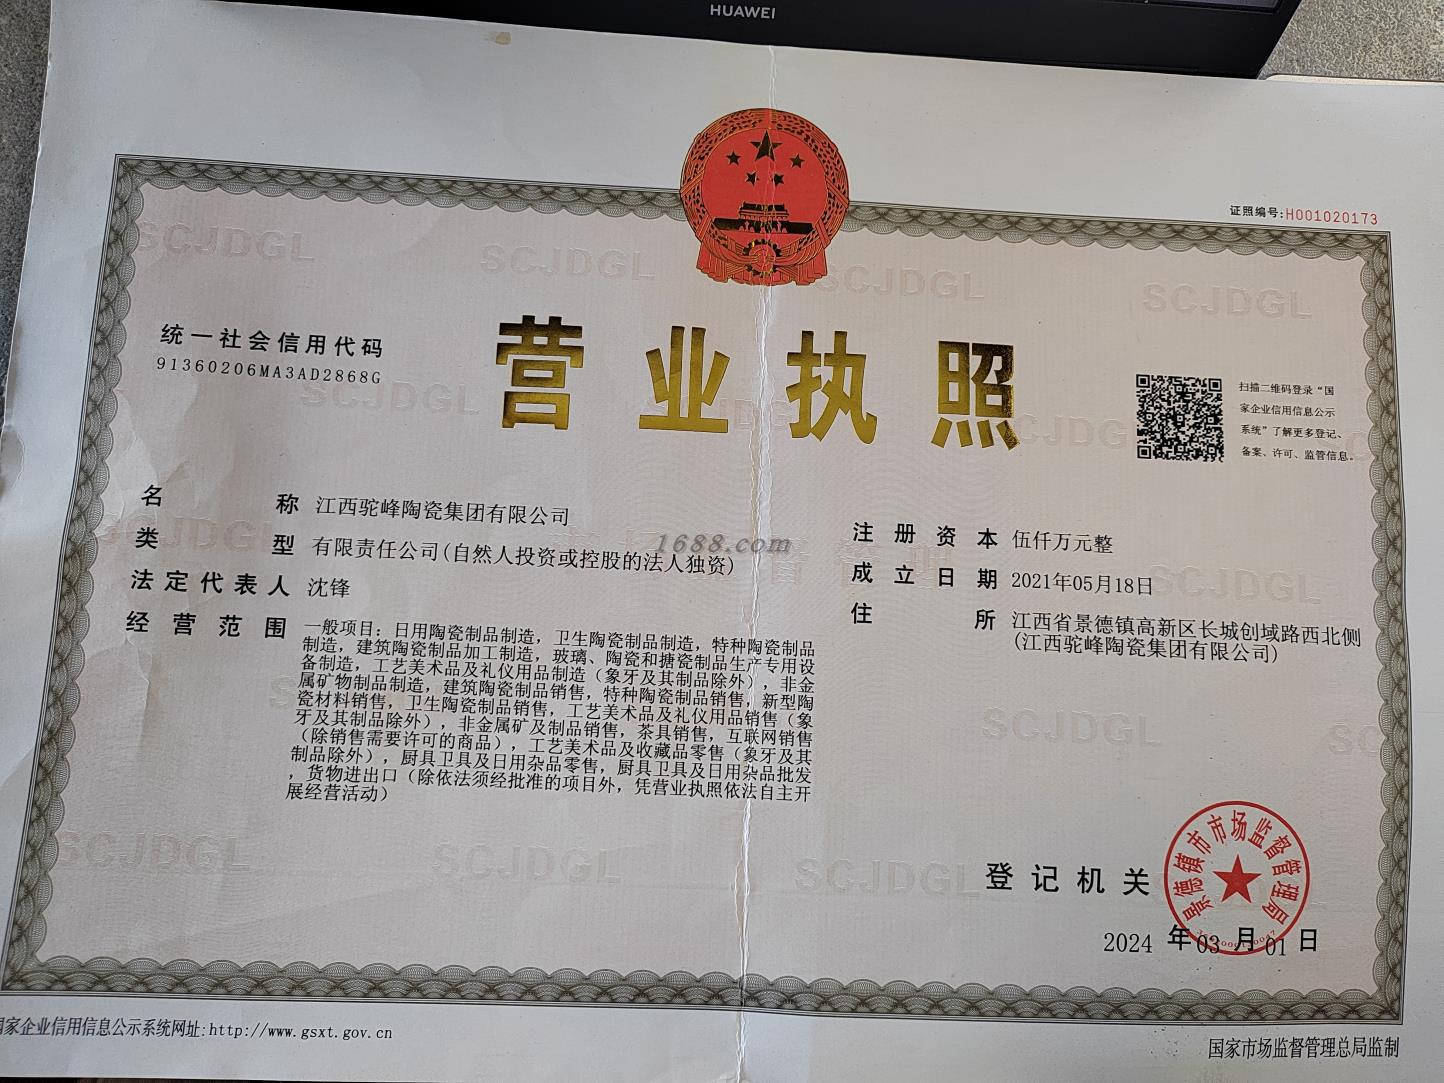 HUAWEI
证照编号:H001020173
统一社会信用代码
91360206MA3AD2868G
营业执照
扫描二维码登录“国
家企业信用信息公示
系统”了解更多登记、
备案、许可、监管信息。
名称 江西驼峰陶瓷集团有限公司
类型 有限责任公司(自然人投资或控股的法人独资)
法定代表人 沈锋
经营范围 一般项目：日用陶瓷制品制造，卫生陶瓷制品制造，特种陶瓷制品
制造，建筑陶瓷制品加工制造，玻璃、陶瓷和搪瓷制品生产专用设
备制造，工艺美术品及礼仪用品制造（象牙及其制品除外），非金
属矿物制品制造，建筑陶瓷制品销售，特种陶瓷制品销售，新型陶
瓷材料销售，卫生陶瓷制品销售，工艺美术品及礼仪用品销售（象
牙及其制品除外），非金属矿及制品销售，茶具销售，互联网销售
（除销售需要许可的商品），工艺美术品及收藏品零售（象牙及其
制品除外），厨具卫具及日用杂品零售，厨具卫具及日用杂品批发
，货物进出口（除依法须经批准的项目外，凭营业执照依法自主开
展经营活动）
注册资本 伍仟万元整
成立日期 2021年05月18日
住所 江西省景德镇高新区长城创域路西北侧
(江西驼峰陶瓷集团有限公司)
1688.com
登记机关
景德镇市市场监督管理局
2024 年 03 月 01 日
SCJDGL
SCJDGL
SCJDGL
SCJDGL
SCJDGL
SCJDGL
SCJDGL
SCJDGL
SCJDGL
国家企业信用信息公示系统网址:http://www.gsxt.gov.cn
国家市场监督管理总局监制